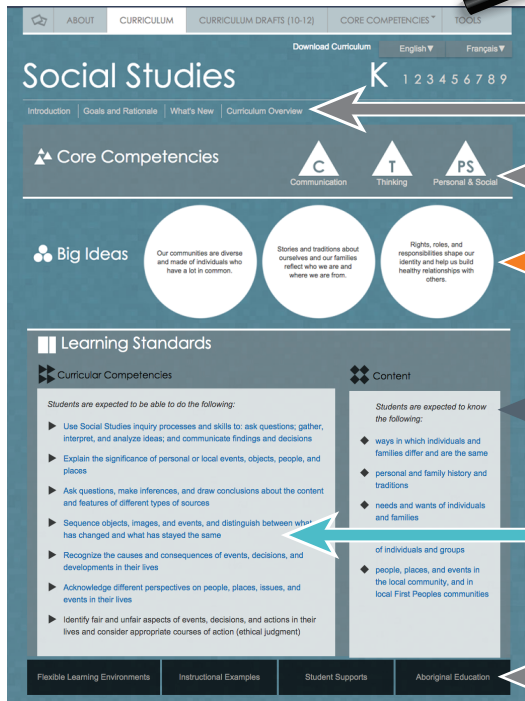 ABOUT CURRICULUM CURRICULUM DRAFTS (10-12) CORE COMPETENCIES TOOLS
Download Curriculum English Français
Social Studies K 1 2 3 4 5 6 7 8 9
Introduction Goals and Rationale What's New Curriculum Overview
Core Competencies
C T PS
Communication Thinking Personal & Social
Big Ideas
Our communities are diverse
and made of individuals who
have a lot in common.
Stories and traditions about
ourselves and our families
reflect who we are and
where we are from.
Rights, roles, and
responsibilities shape our
identity and help us build
healthy relationships with
others.
Learning Standards
Curricular Competencies
Students are expected to be able to do the following:
Use Social Studies inquiry processes and skills to: ask questions; gather,
interpret, and analyze ideas; and communicate findings and decisions
Explain the significance of personal or local events, objects, people, and
places
Ask questions, make inferences, and draw conclusions about the content
and features of different types of sources
Sequence objects, images, and events, and distinguish between what
has changed and what has stayed the same
Recognize the causes and consequences of events, decisions, and
developments in their lives
Acknowledge different perspectives on people, places, issues, and
events in their lives
Identify fair and unfair aspects of events, decisions, and actions in their
lives and consider appropriate courses of action (ethical judgment)
Content
Students are expected to know
the following:
ways in which individuals and
families differ and are the same
personal and family history and
traditions
needs and wants of individuals
and families
of individuals and groups
people, places, and events in
the local community, and in
local First Peoples communities
Flexible Learning Environments Instructional Examples Student Supports Aboriginal Education